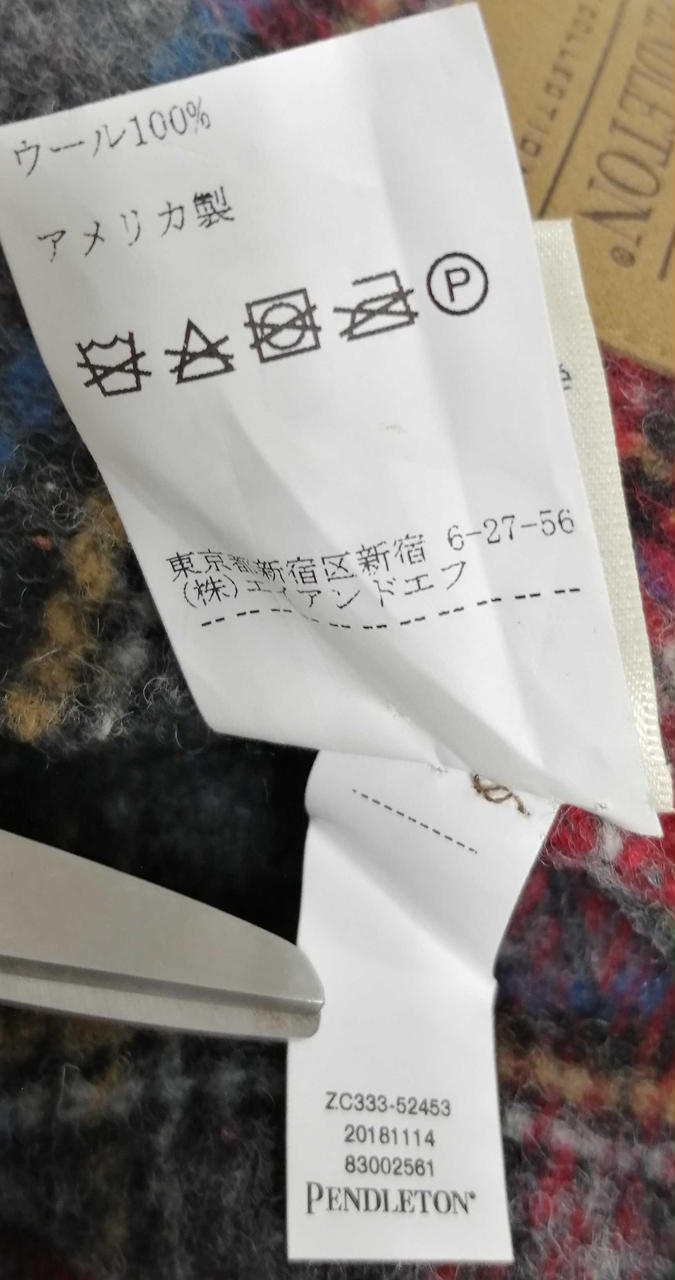 ウール100%
アメリカ製
P
東京都新宿区新宿 6-27-56
(株)エイアンドエフ
ZC333-52453
20181114
83002561
PENDLETON®
COLLECTION